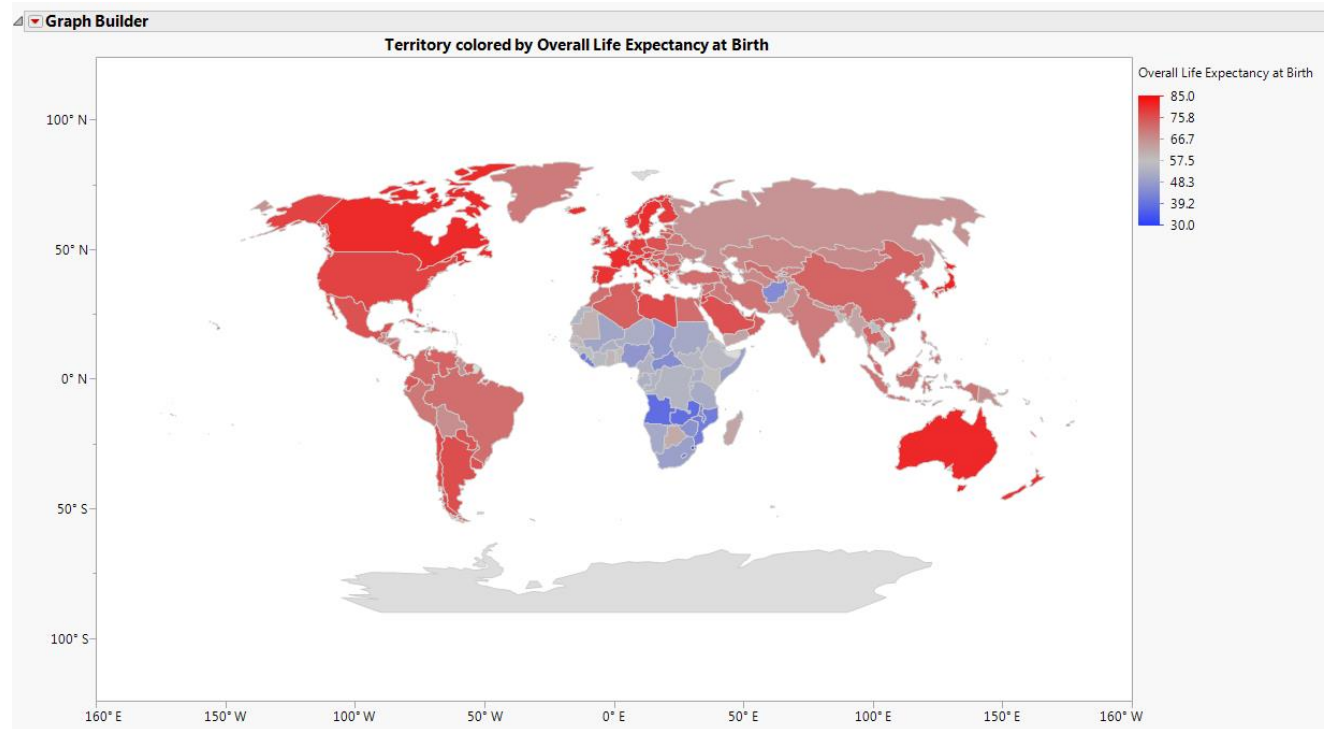 Graph Builder
Territory colored by Overall Life Expectancy at Birth
Overall Life Expectancy at Birth
85.0
75.8
66.7
57.5
48.3
39.2
30.0
100° N
50° N
0° N
50° S
100° S
160° E
150° W
100° W
50° W
0° E
50° E
100° E
150° E
160° W